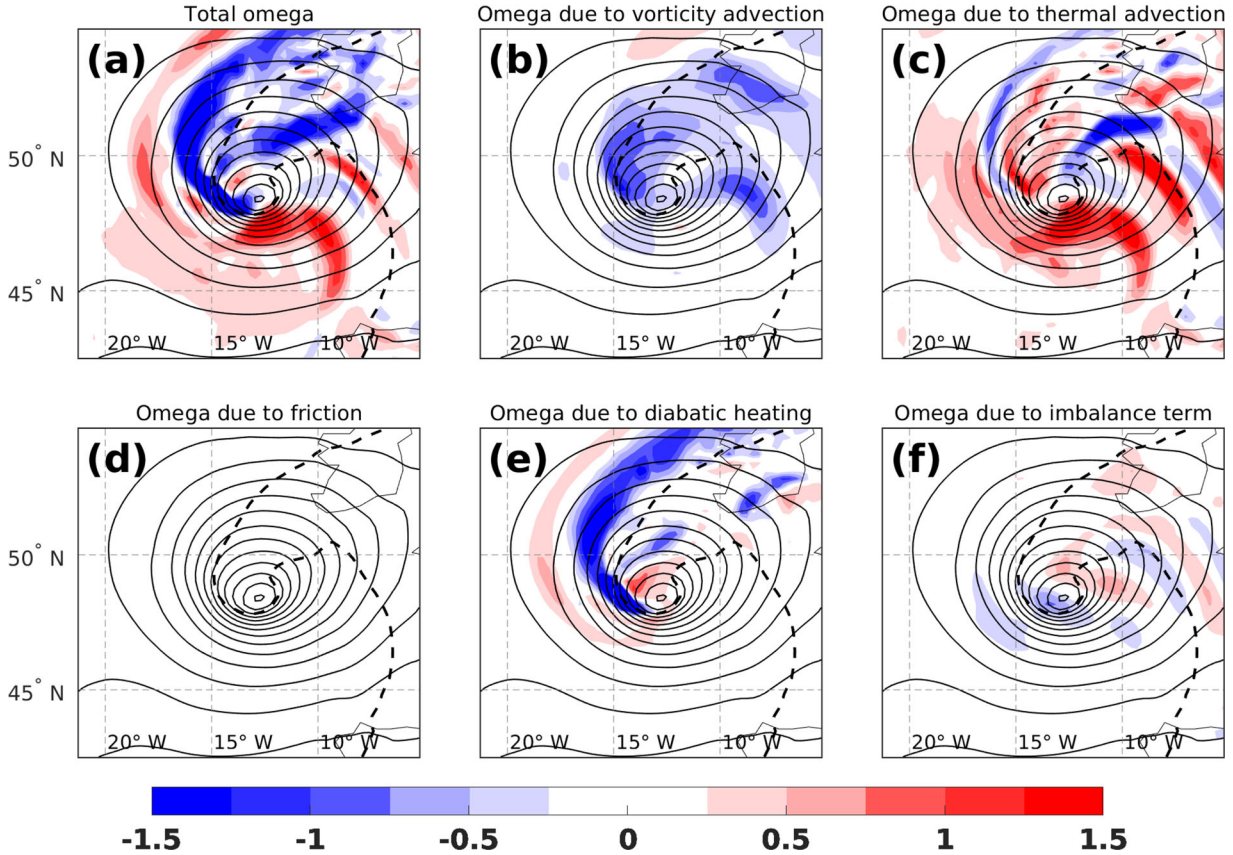 Total omega
Omega due to vorticity advection
Omega due to thermal advection
(a)
(b)
(c)
50° N
45° N
20° W 15° W 10° W
20° W 15° W 10° W
20° W 15° W 10° W
Omega due to friction
Omega due to diabatic heating
Omega due to imbalance term
(d)
(e)
(f)
50° N
45° N
20° W 15° W 10° W
20° W 15° W 10° W
20° W 15° W 10° W
-1.5 -1 -0.5 0 0.5 1 1.5